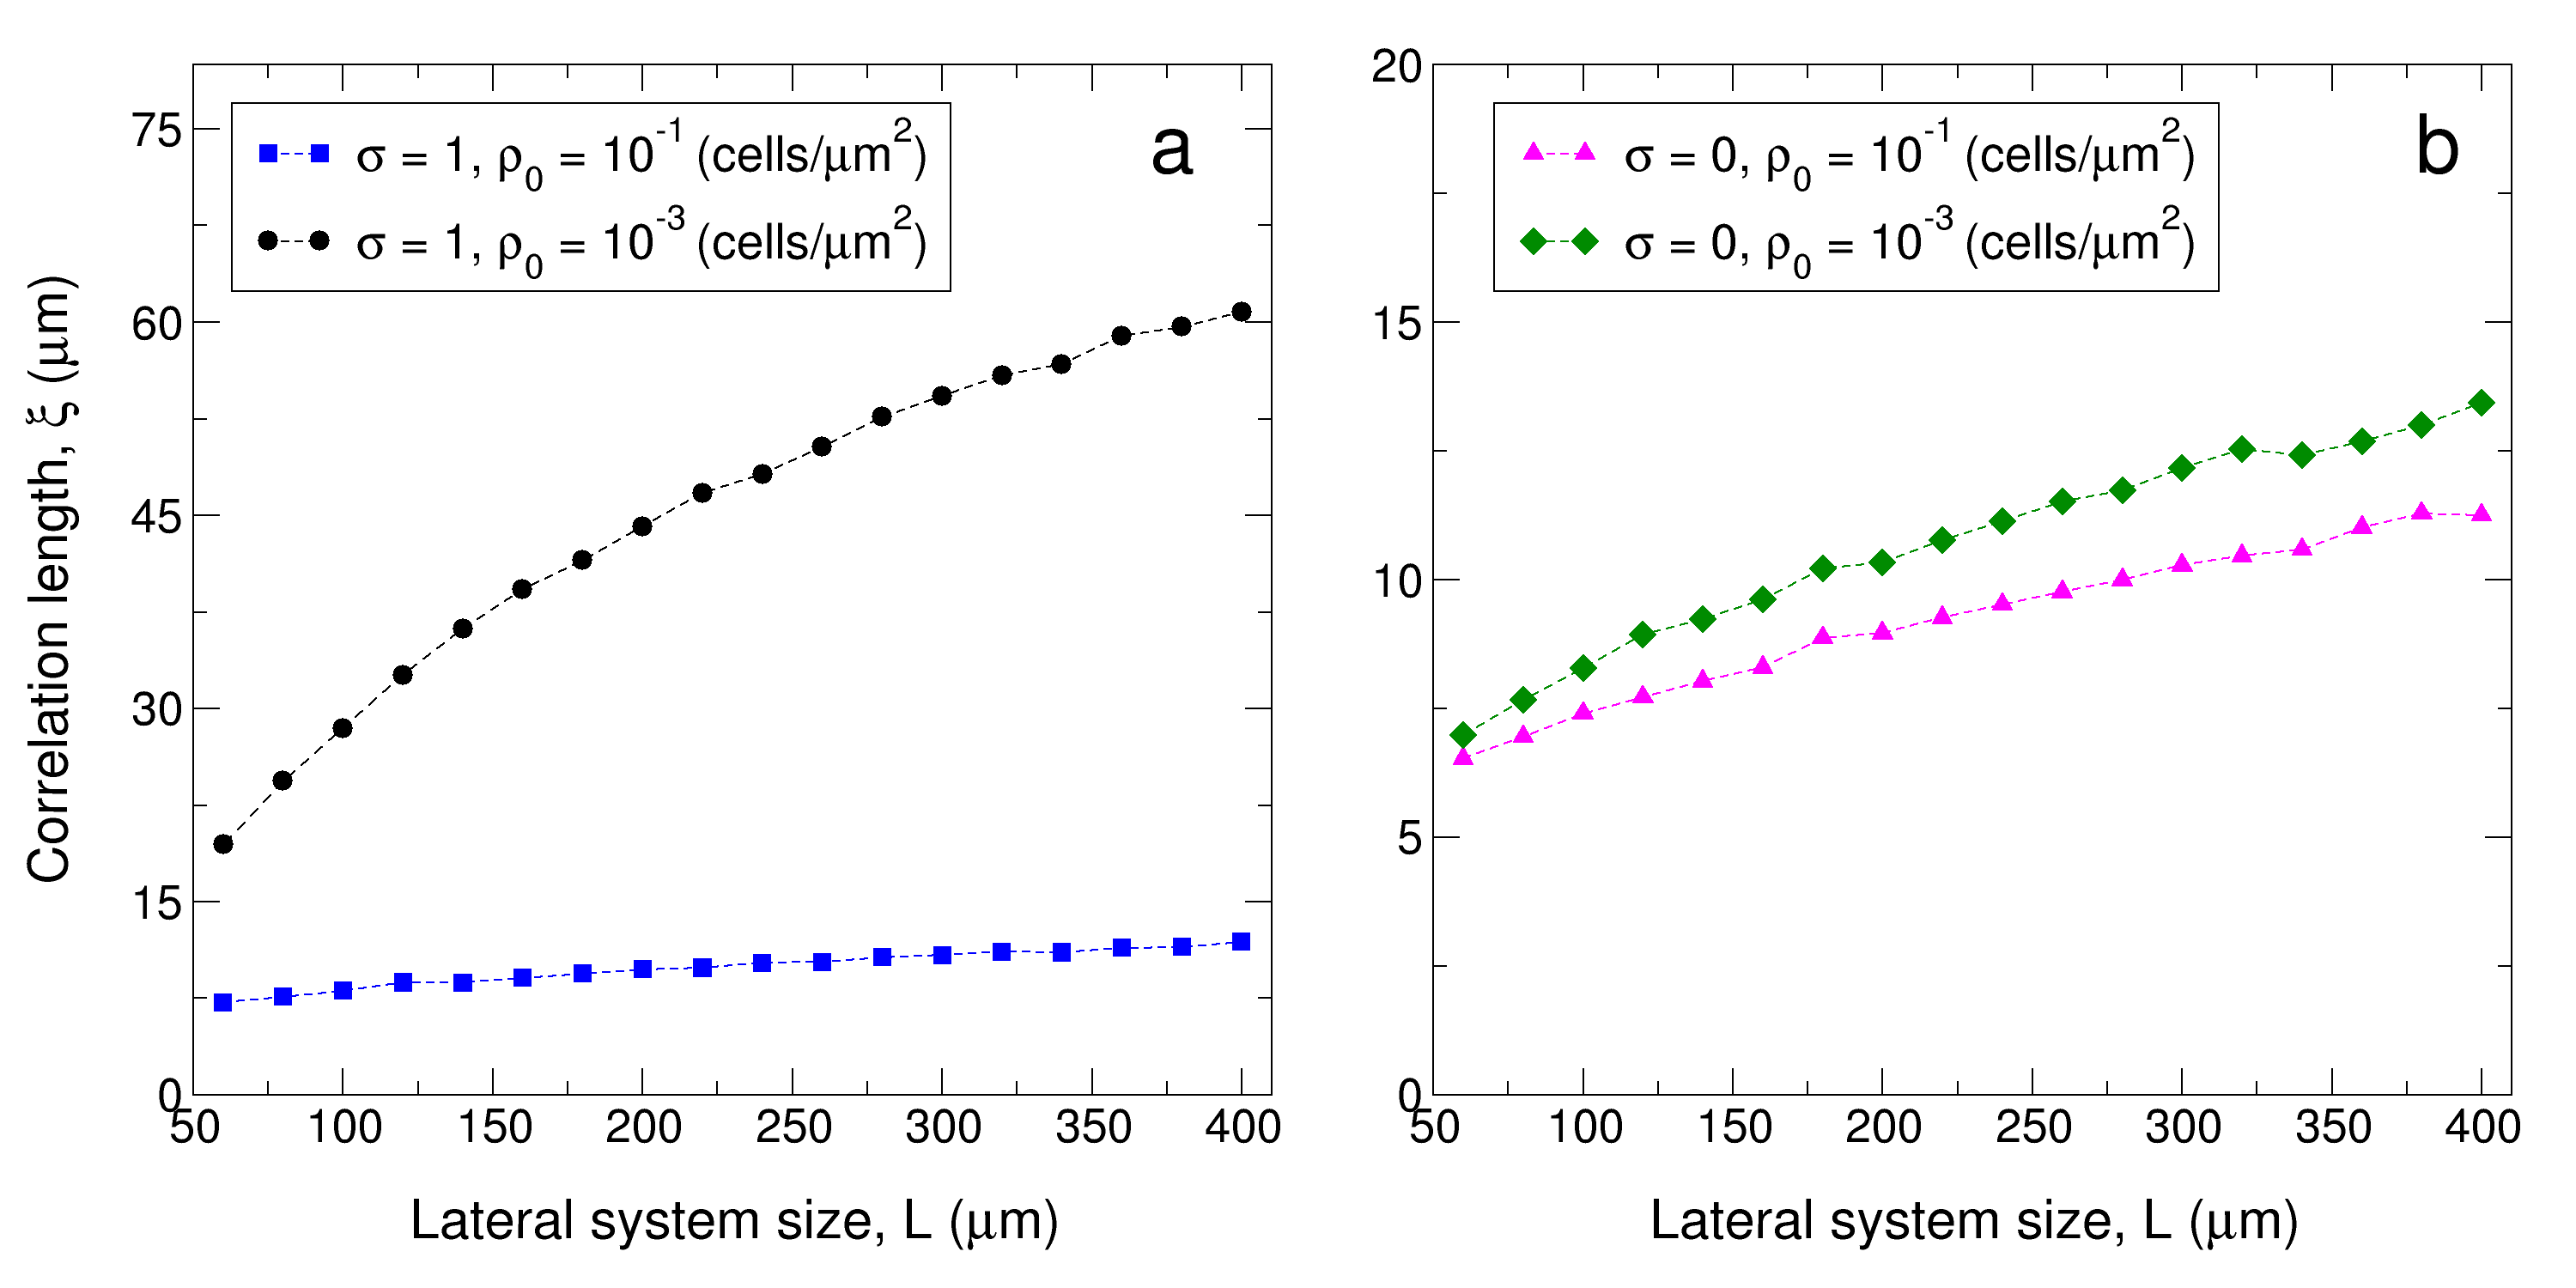 a
σ = 1, ρ₀ = 10⁻¹ (cells/μm²)
σ = 1, ρ₀ = 10⁻³ (cells/μm²)
75
60
45
30
15
0
50 100 150 200 250 300 350 400
Correlation length, ξ (μm)
Lateral system size, L (μm)
b
σ = 0, ρ₀ = 10⁻¹ (cells/μm²)
σ = 0, ρ₀ = 10⁻³ (cells/μm²)
20
15
10
5
0
50 100 150 200 250 300 350 400
Lateral system size, L (μm)